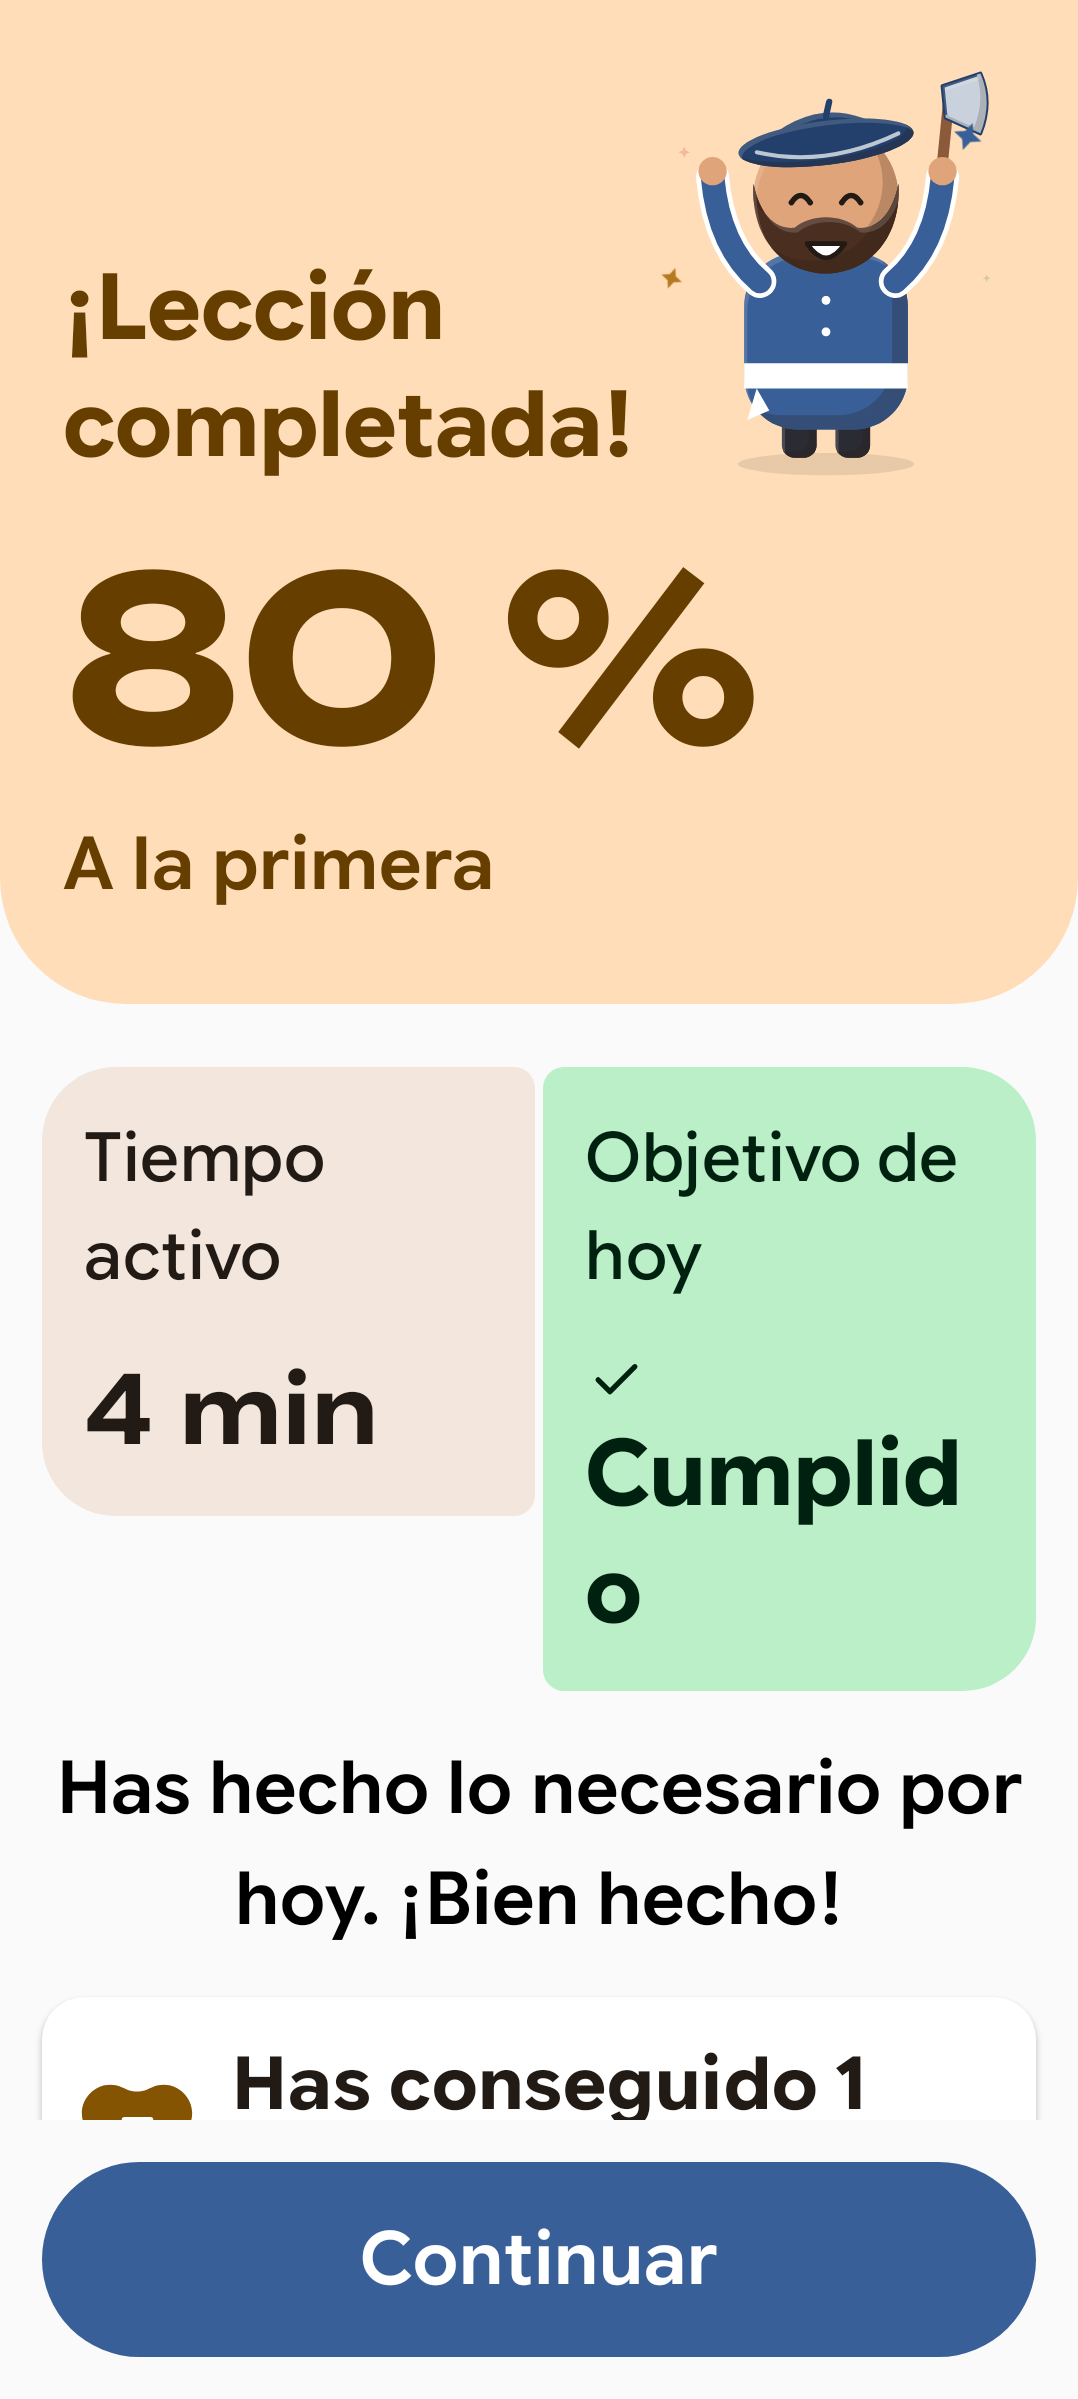 ¡Lección
completada!
80 %
A la primera
Tiempo
activo
4 min
Objetivo de
hoy
Cumplid
o
Has hecho lo necesario por
hoy. ¡Bien hecho!
Has conseguido 1
Continuar